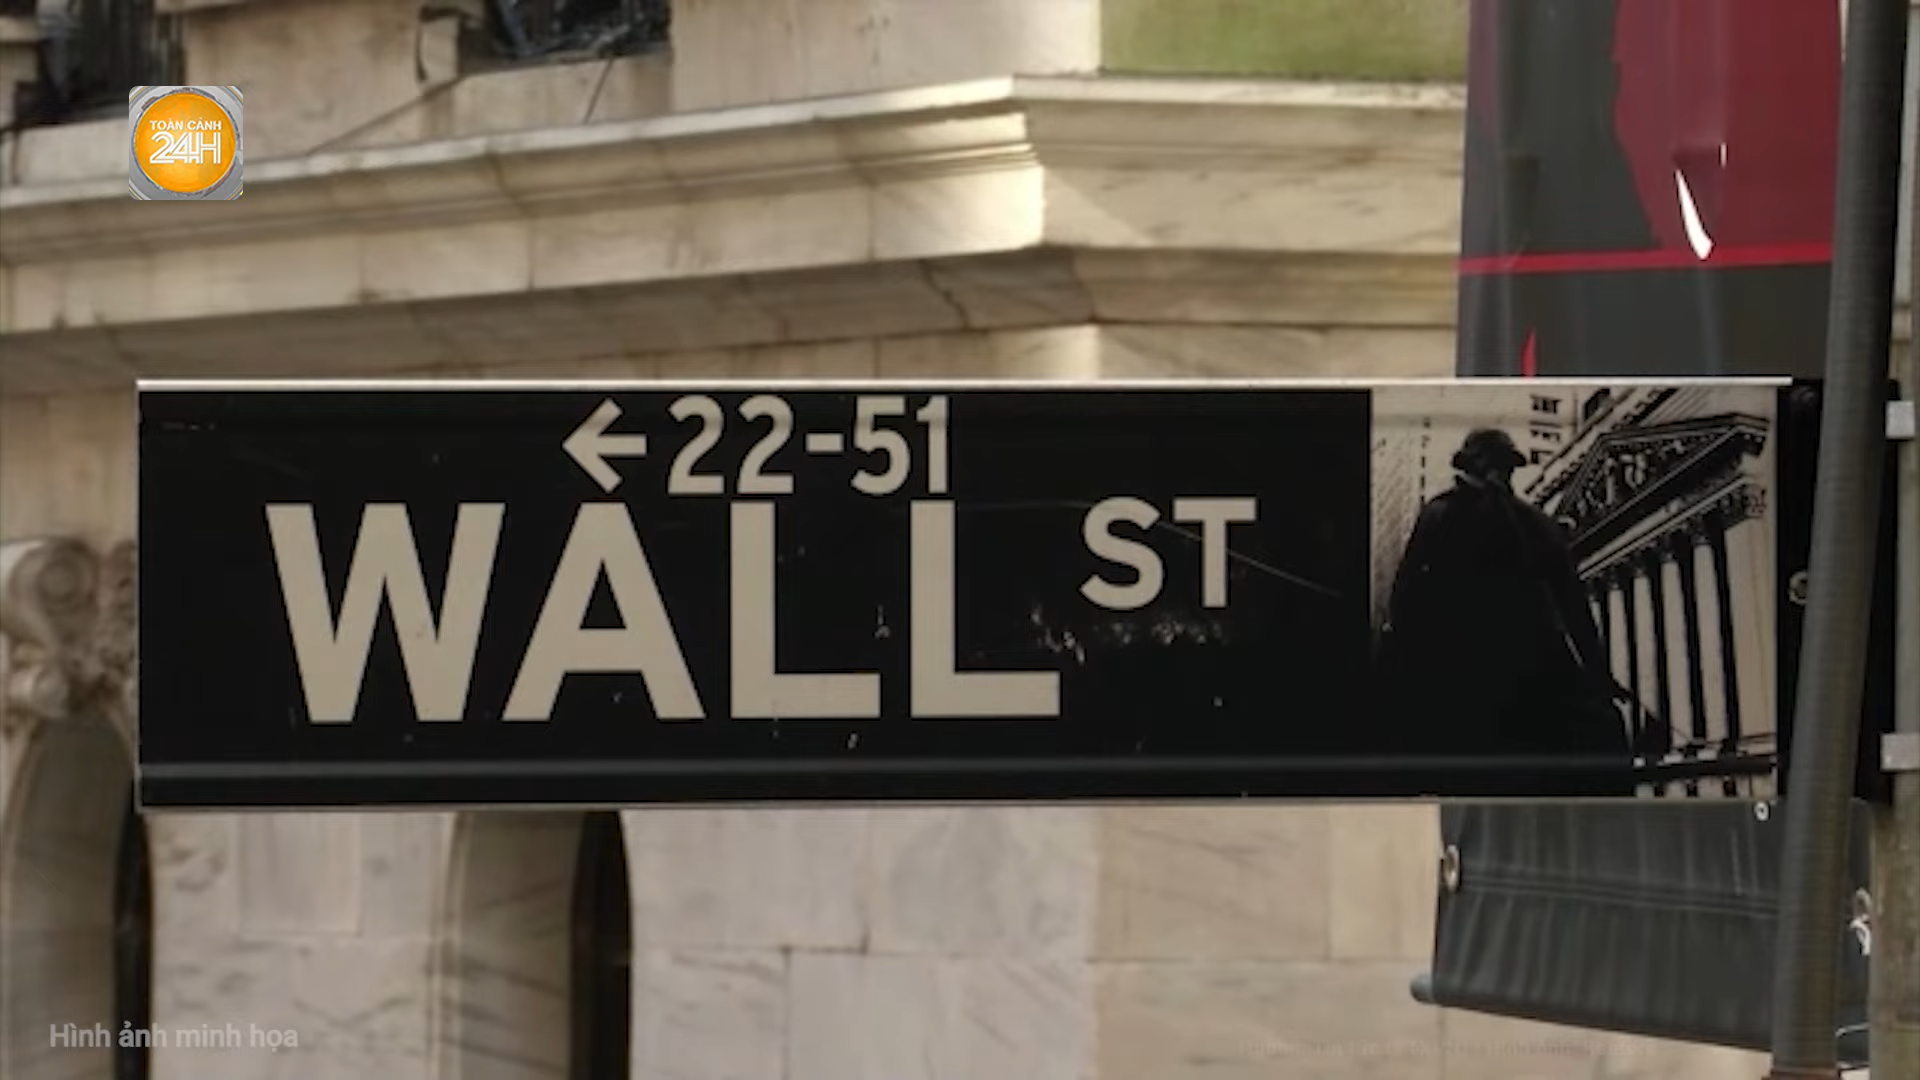 TOÀN CẢNH
24H
←22-51
WALL ST
Hình ảnh minh họa